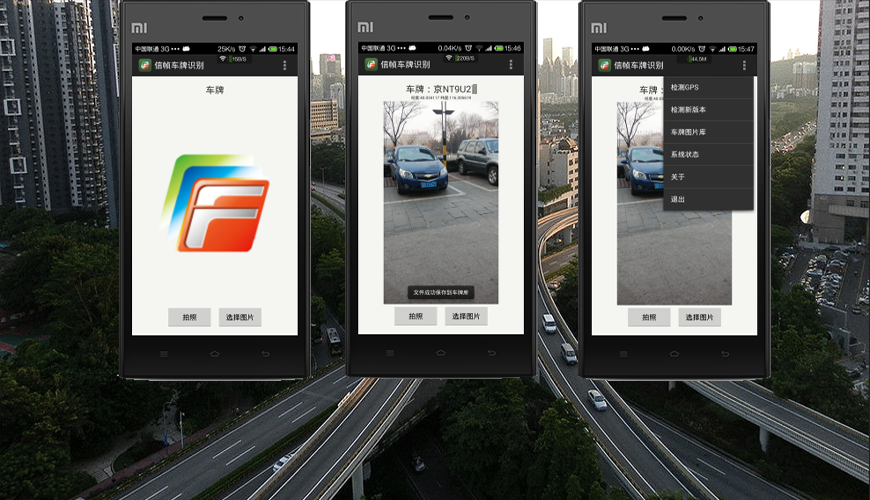 中国联通 3G 25K/s 15:44
信帧车牌识别
车牌
拍照
选择图片
中国联通 3G 0.04K/s 15:46
信帧车牌识别
车牌:京NT9U2
文件成功保存到车牌库
拍照
选择图片
中国联通 3G 0.00K/s 15:47
信帧车牌识别
车牌:
检测GPS
检测新版本
车牌图片库
系统状态
关于
退出
拍照
选择图片